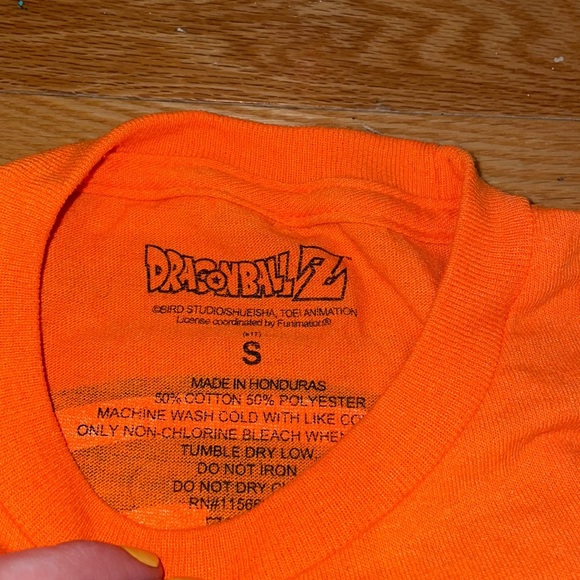 DRAGONBALL Z
©BIRD STUDIO/SHUEISHA, TOEI ANIMATION
License coordinated by Funimation®
S
MADE IN HONDURAS
50% COTTON 50% POLYESTER
MACHINE WASH COLD WITH LIKE
ONLY NON-CHLORINE BLEACH
TUMBLE DRY LOW.
DO NOT IRON
DO NOT DRY